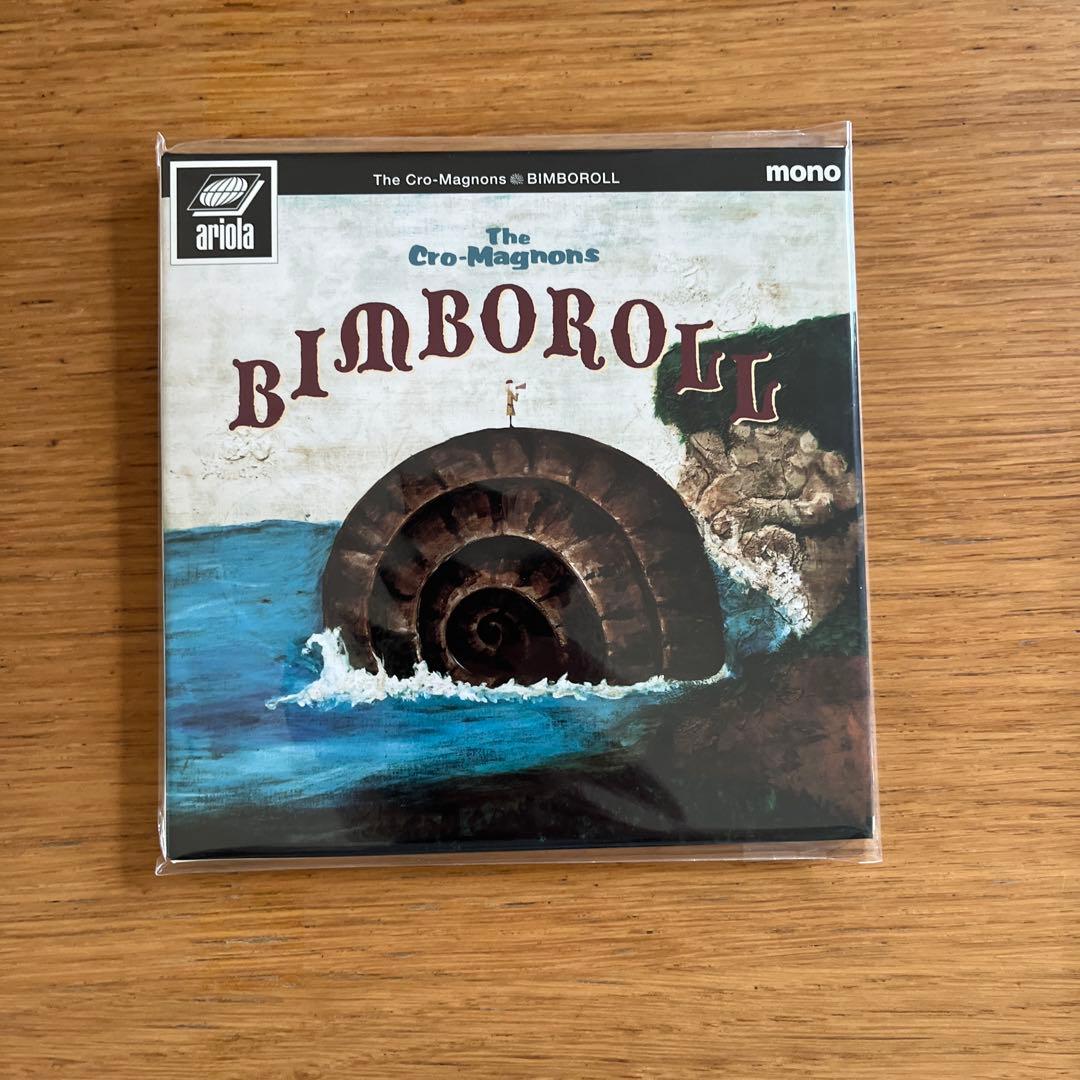 The Cro-Magnons BIMBOROLL
mono
ariola
The
Cro-Magnons
BIMBOROLL